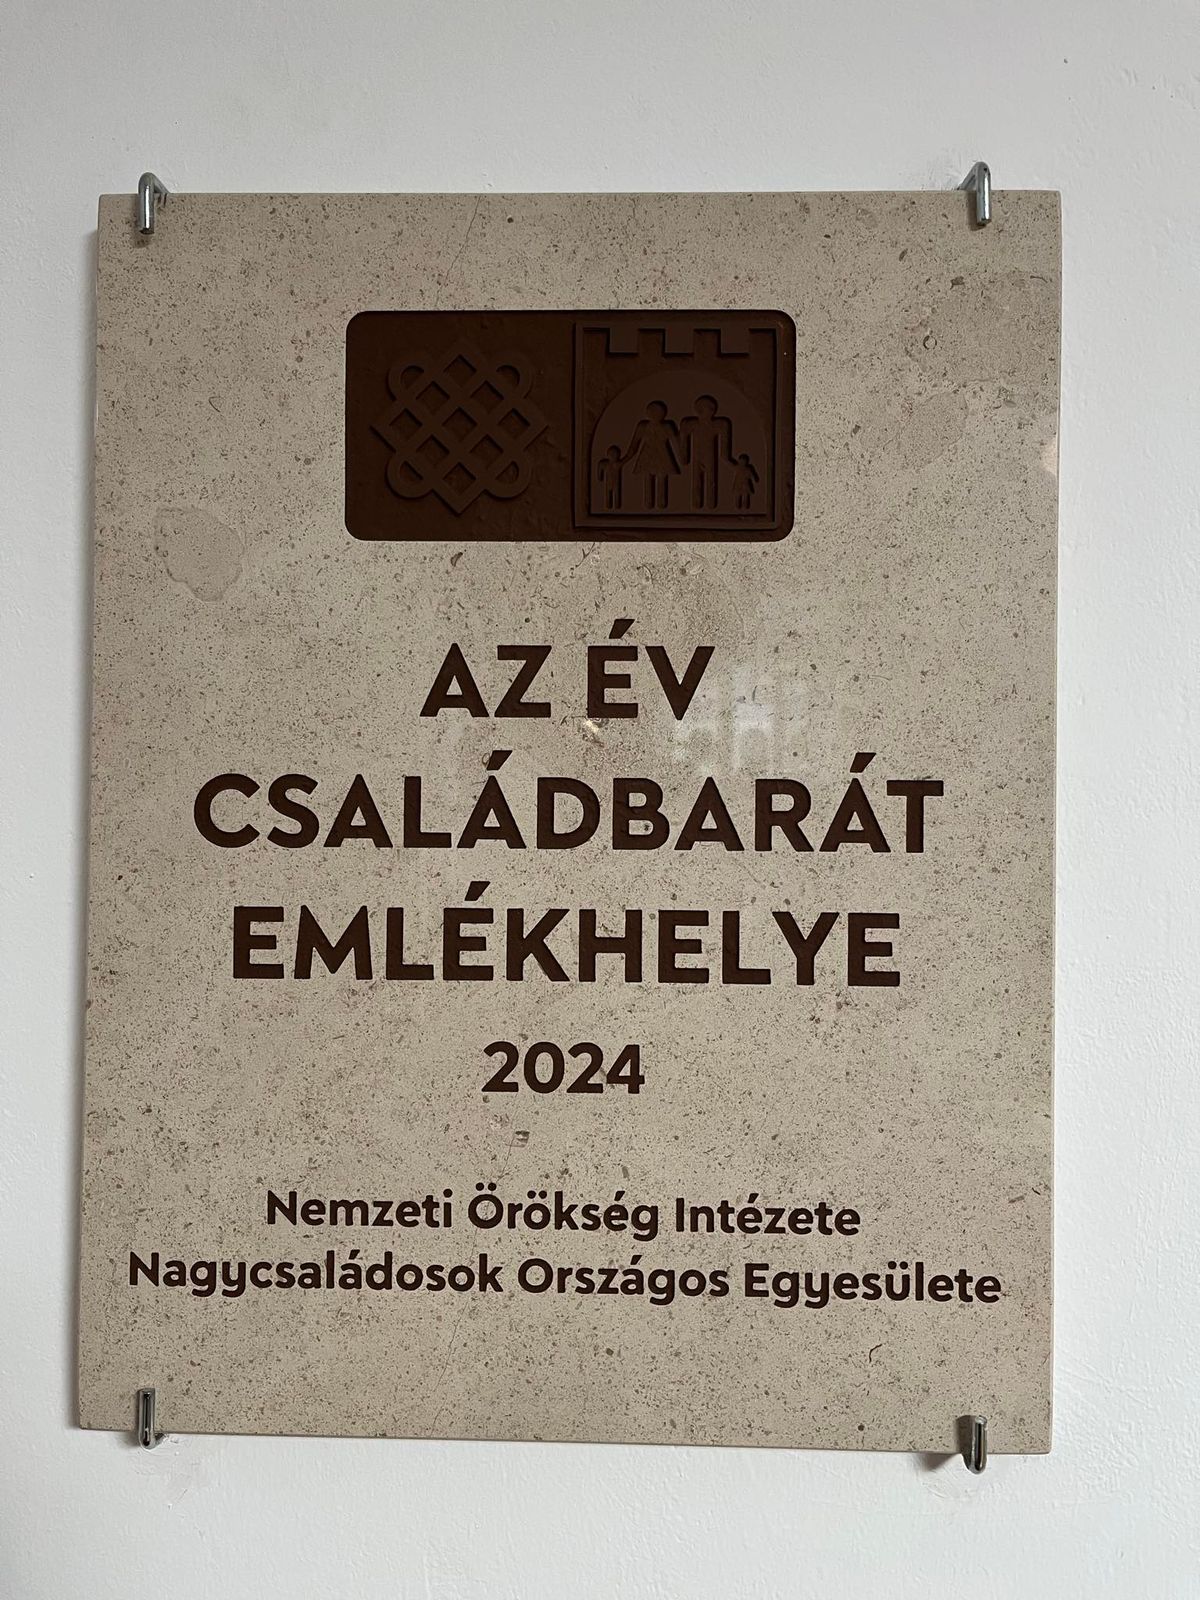 AZ ÉV
CSALÁDBARÁT
EMLÉKHELYE
2024
Nemzeti Örökség Intézete
Nagycsaládosok Országos Egyesülete